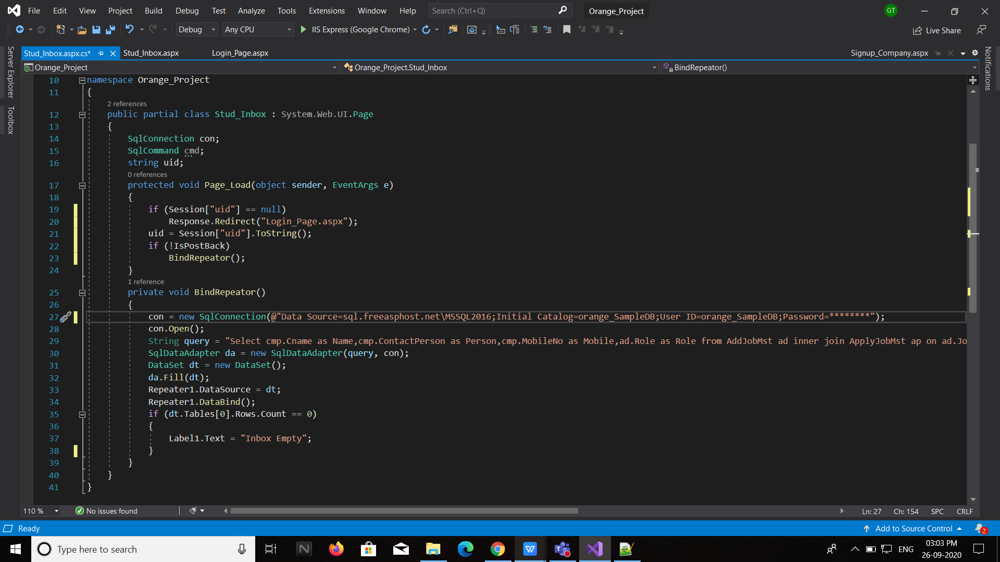 File Edit View Project Build Debug Test Analyze Tools Extensions Window Help Search (Ctrl+Q) Orange_Project GT
Debug Any CPU IIS Express (Google Chrome) Live Share
Stud_Inbox.aspx.cs* Stud_Inbox.aspx Login_Page.aspx Signup_Company.aspx
Orange_Project Orange_Project.Stud_Inbox BindRepeator()
Server Explorer
Toolbox
Notifications
10 namespace Orange_Project
11 {
2 references
12 public partial class Stud_Inbox : System.Web.UI.Page
13 {
14 SqlConnection con;
15 SqlCommand cmd;
16 string uid;
0 references
17 protected void Page_Load(object sender, EventArgs e)
18 {
19 if (Session["uid"] == null)
20 Response.Redirect("Login_Page.aspx");
21 uid = Session["uid"].ToString();
22 if (!IsPostBack)
23 BindRepeator();
24 }
1 reference
25 private void BindRepeator()
26 {
27 con = new SqlConnection(@"Data Source=sql.freeasphost.net\MSSQL2016;Initial Catalog=orange_SampleDB;User ID=orange_SampleDB;Password=********");
28 con.Open();
29 String query = "Select cmp.Cname as Name,cmp.ContactPerson as Person,cmp.MobileNo as Mobile,ad.Role as Role from AddJobMst ad inner join ApplyJobMst ap on ad.Jo
30 SqlDataAdapter da = new SqlDataAdapter(query, con);
31 DataSet dt = new DataSet();
32 da.Fill(dt);
33 Repeater1.DataSource = dt;
34 Repeater1.DataBind();
35 if (dt.Tables[0].Rows.Count == 0)
36 {
37 Label1.Text = "Inbox Empty";
38 }
39 }
40 }
41 }
110 % No issues found Ln: 27 Ch: 154 SPC CRLF
Ready Add to Source Control 2
Type here to search ENG 03:03 PM
26-09-2020